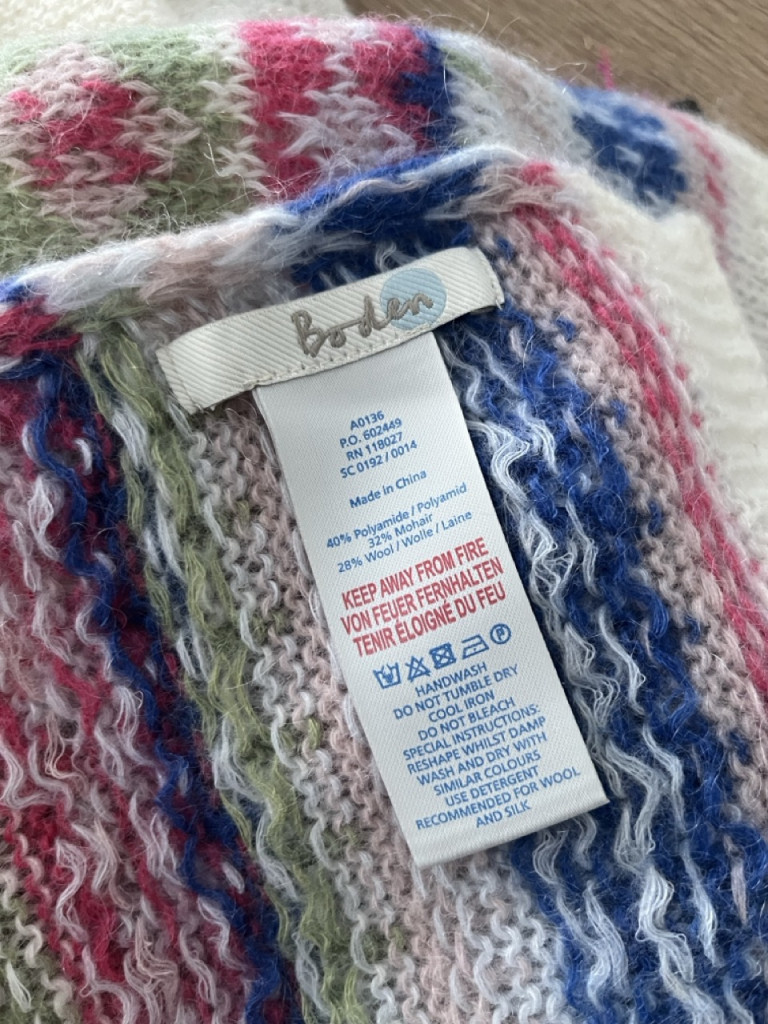 Boden
A0136
P.O. 602449
RN 118027
SC 0192 / 0014
Made in China
40% Polyamide / Polyamid
32% Mohair
28% Wool / Wolle / Laine
KEEP AWAY FROM FIRE
VON FEUER FERNHALTEN
TENIR ÉLOIGNÉ DU FEU
P
HANDWASH
DO NOT TUMBLE DRY
COOL IRON
DO NOT BLEACH
SPECIAL INSTRUCTIONS:
RESHAPE WHILST DAMP
WASH AND DRY WITH
SIMILAR COLOURS
USE DETERGENT
RECOMMENDED FOR WOOL
AND SILK